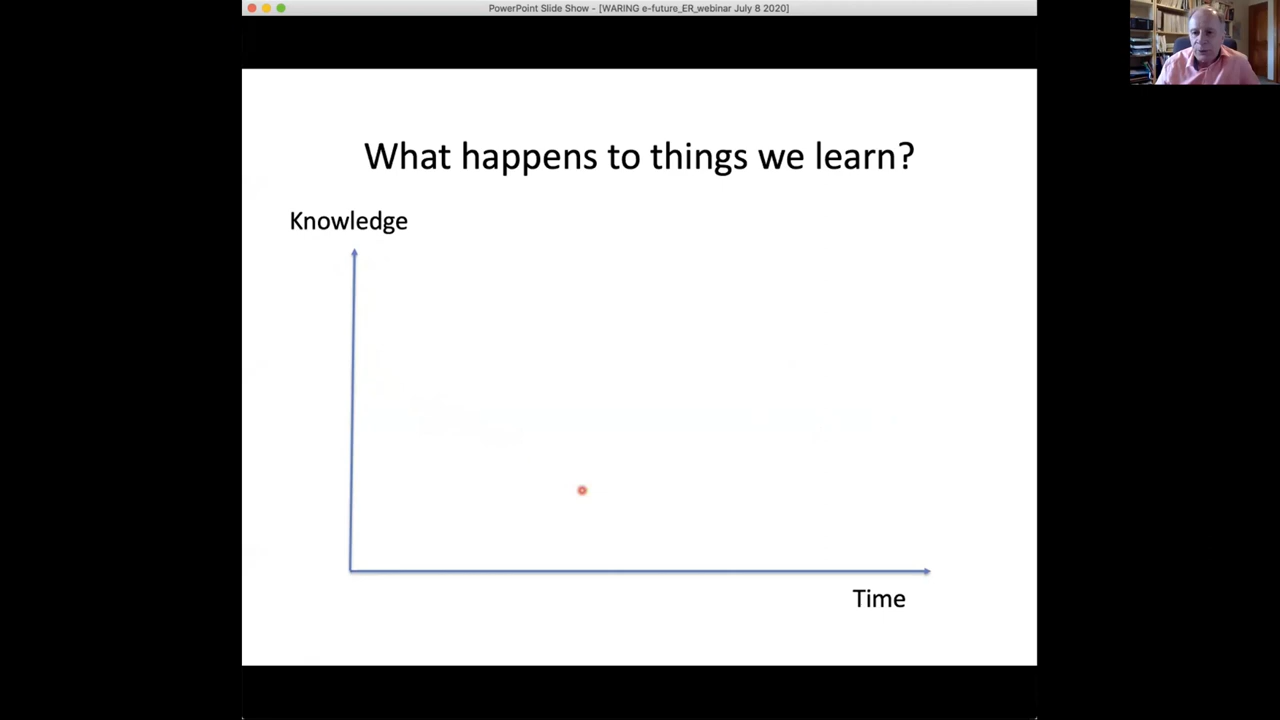 PowerPoint Slide Show - [WARING e-future_ER_webinar July 8 2020]
What happens to things we learn?
Knowledge
Time